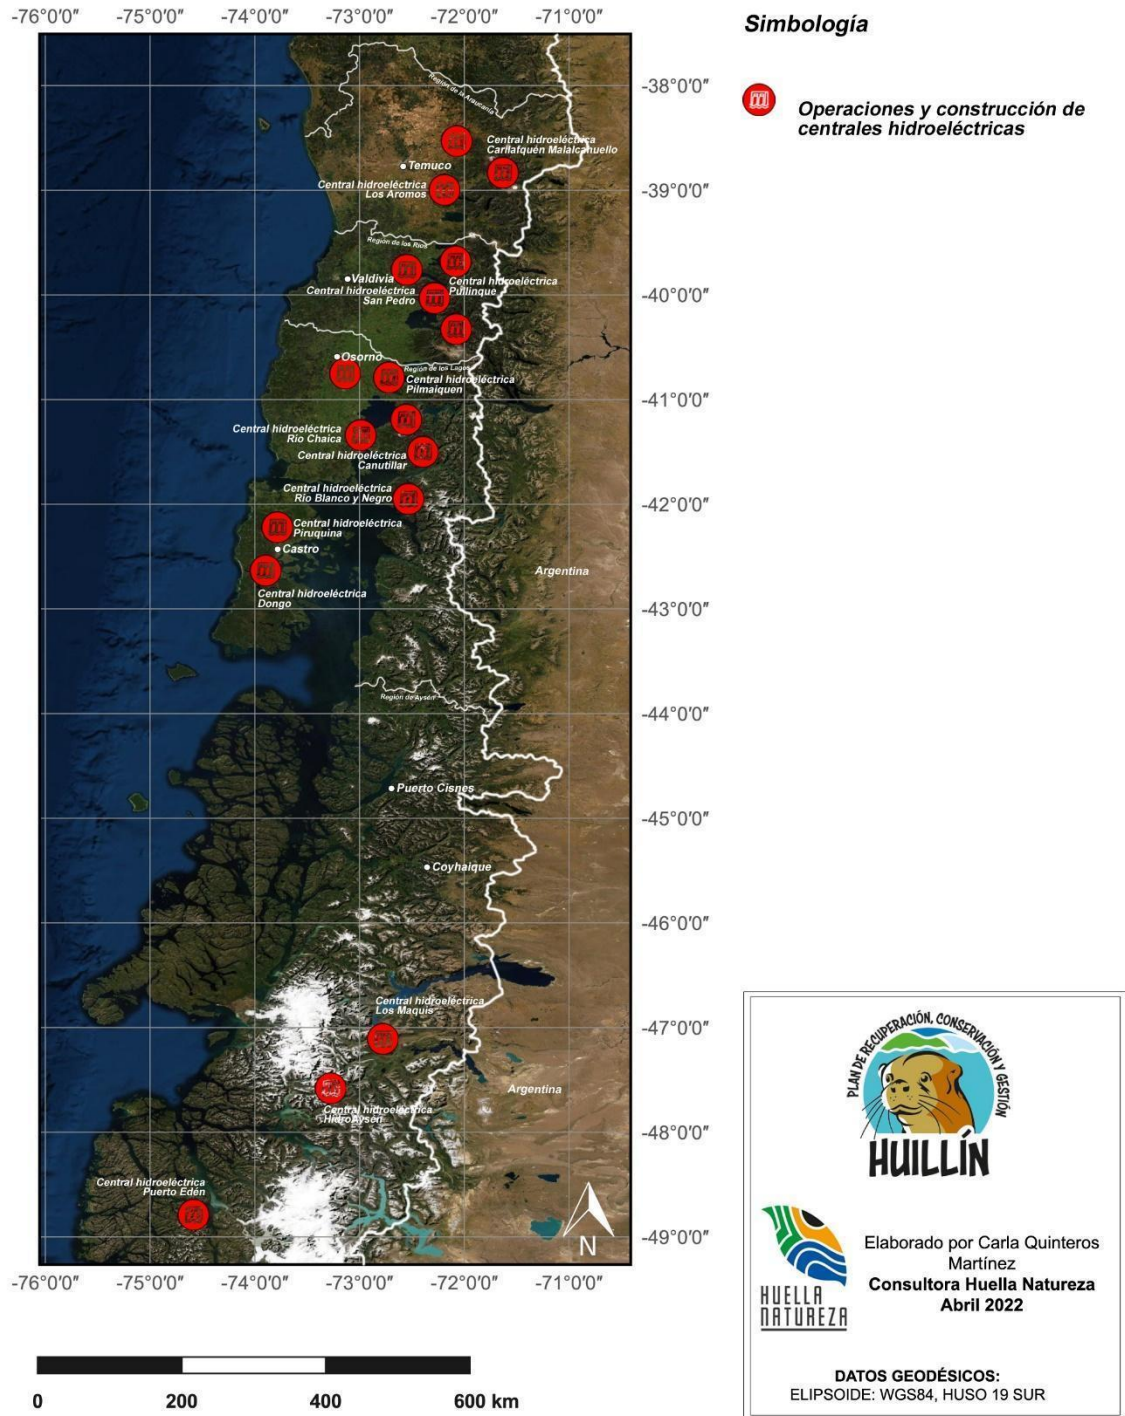 -76°0'0" -75°0'0" -74°0'0" -73°0'0" -72°0'0" -71°0'0"
Simbología
Operaciones y construcción de
centrales hidroeléctricas
-38°0'0"
-39°0'0"
-40°0'0"
-41°0'0"
-42°0'0"
-43°0'0"
-44°0'0"
-45°0'0"
-46°0'0"
-47°0'0"
-48°0'0"
-49°0'0"
Región de la Araucanía
Central hidroeléctrica
Carilafquén Malalcahuello
Temuco
Central hidroeléctrica
Los Aromos
Región de los Ríos
Valdivia
Central hidroeléctrica
Pullinque
Central hidroeléctrica
San Pedro
Osorno
Región de los Lagos
Central hidroeléctrica
Pilmaiquen
Central hidroeléctrica
Río Chaica
Central hidroeléctrica
Canutillar
Central hidroeléctrica
Río Blanco y Negro
Central hidroeléctrica
Piruquina
Castro
Central hidroeléctrica
Dongo
Argentina
Región de Aysén
Puerto Cisnes
Coyhaique
Central hidroeléctrica
Los Maquis
Central hidroeléctrica
HidroAysén
Argentina
Central hidroeléctrica
Puerto Edén
N
-76°0'0" -75°0'0" -74°0'0" -73°0'0" -72°0'0" -71°0'0"
0 200 400 600 km
PLAN DE RECUPERACIÓN, CONSERVACIÓN Y GESTIÓN
HUILLÍN
HUELLA
NATUREZA
Elaborado por Carla Quinteros
Martínez
Consultora Huella Natureza
Abril 2022
DATOS GEODÉSICOS:
ELIPSOIDE: WGS84, HUSO 19 SUR